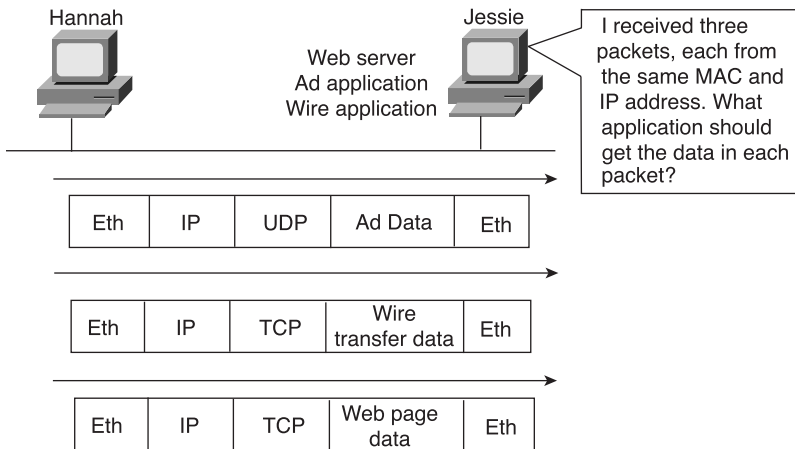 Hannah
Jessie
Web server
Ad application
Wire application
I received three
packets, each from
the same MAC and
IP address. What
application should
get the data in each
packet?
Eth IP UDP Ad Data Eth
Eth IP TCP Wire
transfer data Eth
Eth IP TCP Web page
data Eth